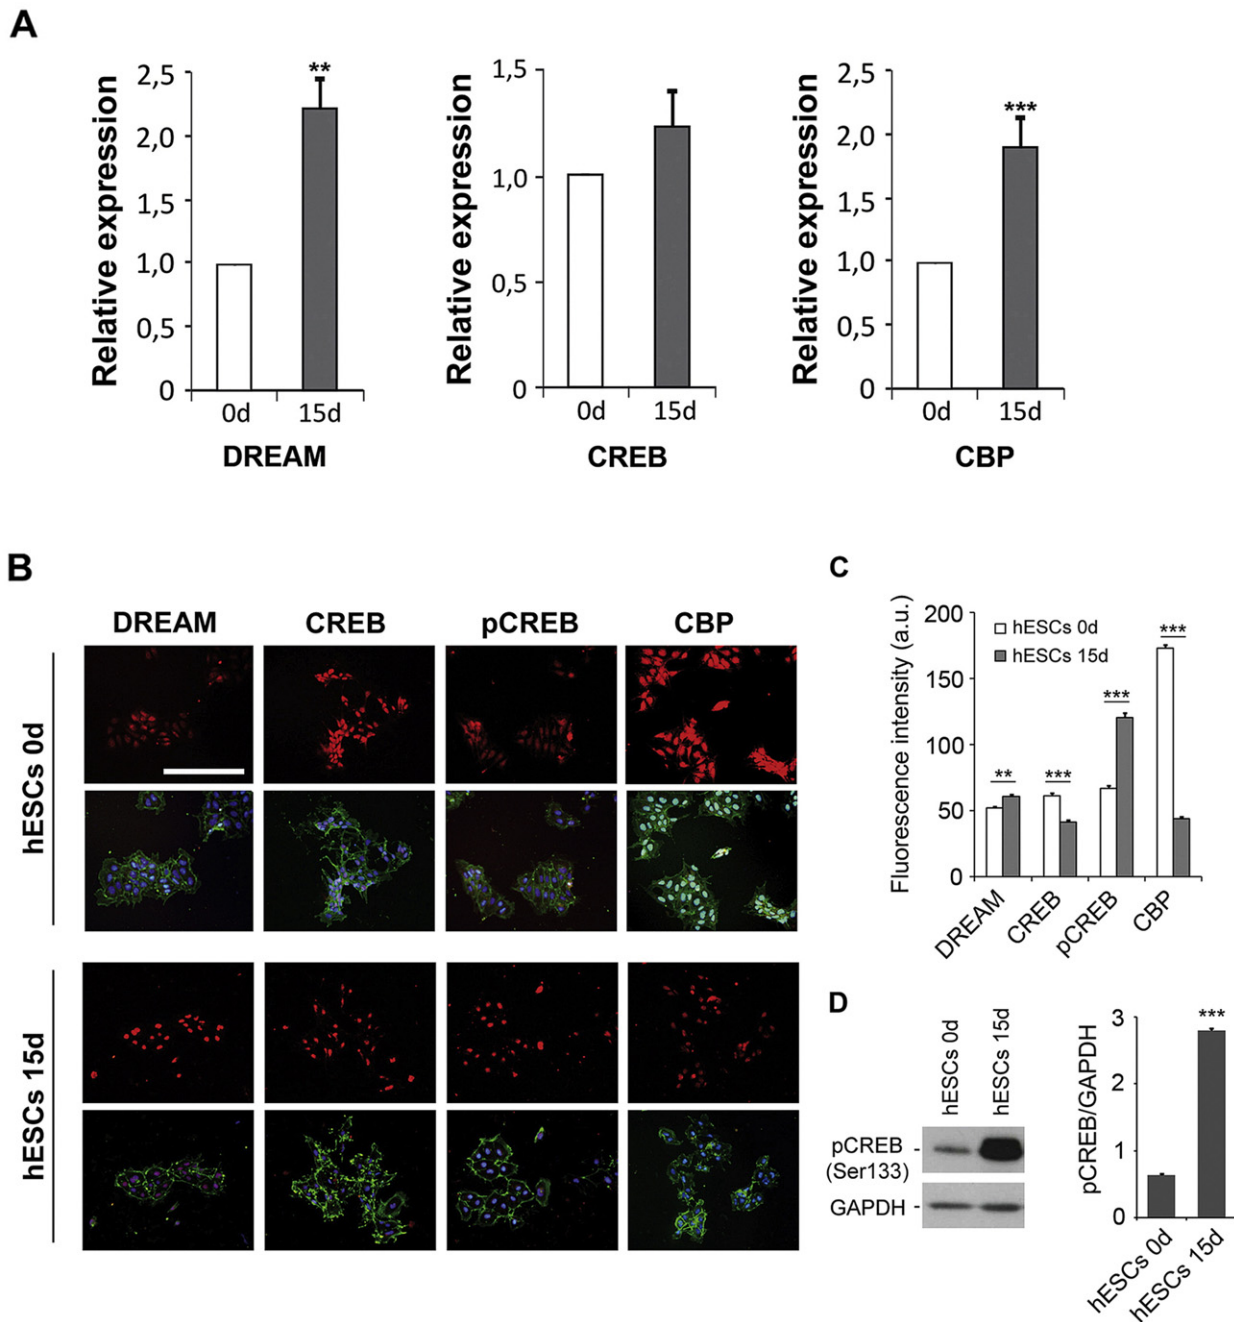 A
Relative expression
2,5
2,0
1,5
1,0
0,5
0
**
0d
15d
DREAM
Relative expression
1,5
1,0
0,5
0
0d
15d
CREB
Relative expression
2,5
2,0
1,5
1,0
0,5
0
***
0d
15d
CBP
B
DREAM
CREB
pCREB
CBP
hESCs 0d
hESCs 15d
C
Fluorescence intensity (a.u.)
200
150
100
50
0
hESCs 0d
hESCs 15d
**
***
***
***
DREAM
CREB
pCREB
CBP
D
hESCs 0d
hESCs 15d
pCREB -
(Ser133)
GAPDH -
pCREB/GAPDH
3
2
1
0
***
hESCs 0d
hESCs 15d